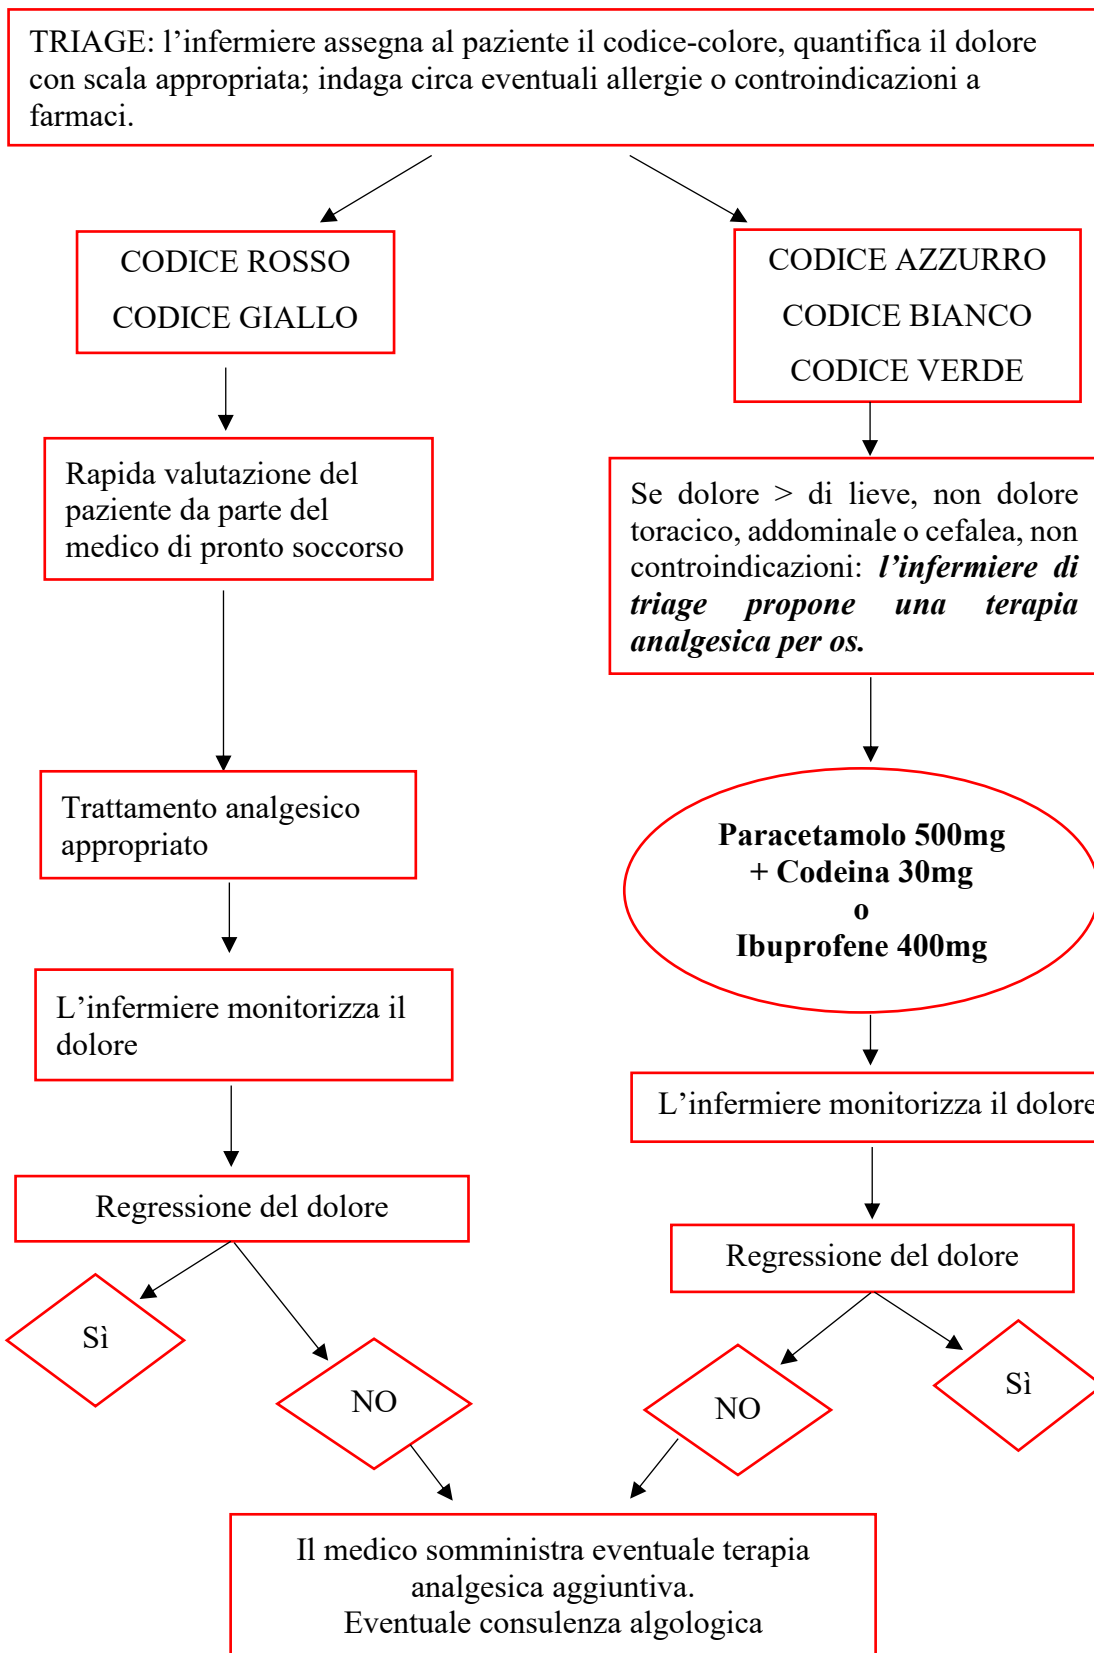 TRIAGE: l’infermiere assegna al paziente il codice-colore, quantifica il dolore
con scala appropriata; indaga circa eventuali allergie o controindicazioni a
farmaci.
CODICE ROSSO
CODICE GIALLO
CODICE AZZURRO
CODICE BIANCO
CODICE VERDE
Rapida valutazione del
paziente da parte del
medico di pronto soccorso
Se dolore > di lieve, non dolore
toracico, addominale o cefalea, non
controindicazioni: l’infermiere di
triage propone una terapia
analgesica per os.
Trattamento analgesico
appropriato
Paracetamolo 500mg
+ Codeina 30mg
o
Ibuprofene 400mg
L’infermiere monitorizza il
dolore
L’infermiere monitorizza il dolore
Regressione del dolore
Regressione del dolore
Sì
NO
NO
Sì
Il medico somministra eventuale terapia
analgesica aggiuntiva.
Eventuale consulenza algologica